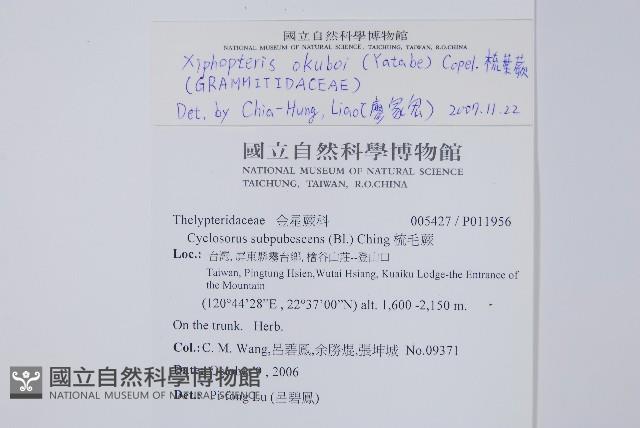 國立自然科學博物館
NATIONAL MUSEUM OF NATURAL SCIENCE, TAICHUNG, TAIWAN, R.O.CHINA
Xiphopteris okuboi (Yatabe) Copel. 梳葉蕨
(GRAMMITIDACEAE)
Det. by Chia-Hung, Liao (廖家宏) 2007.11.22
國立自然科學博物館
NATIONAL MUSEUM OF NATURAL SCIENCE
TAICHUNG, TAIWAN, R.O.CHINA
Thelypteridaceae 金星蕨科 005427 / P011956
Cyclosorus subpubescens (Bl.) Ching 梳毛蕨
Loc.: 台灣, 屏東縣霧台鄉, 檜谷山莊--登山口
Taiwan, Pingtung Hsien,Wutai Hsiang, Kuaiku Lodge-the Entrance of
the Mountain
(120°44'28"E , 22°37'00"N) alt. 1,600 -2,150 m.
On the trunk. Herb.
Col.: C. M. Wang,呂碧鳳,余勝焜,張坤城 No.09371
, 2006
Lu (呂碧鳳)
國立自然科學博物館
NATIONAL MUSEUM OF NATURAL SCIENCE